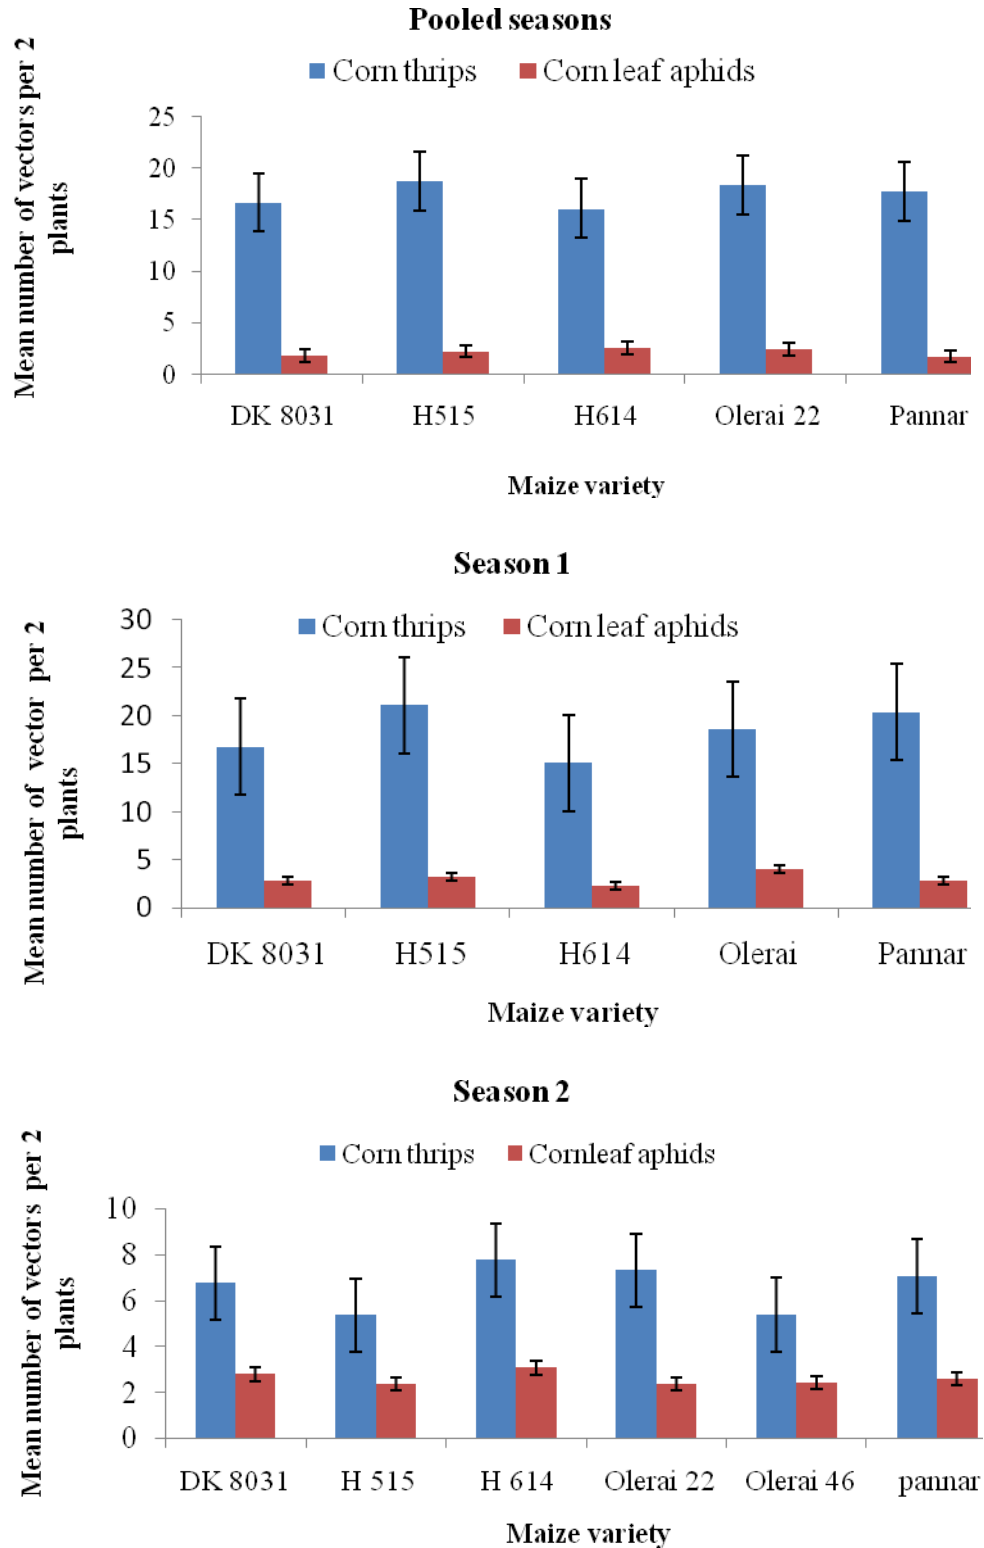 Pooled seasons
Corn thrips Corn leaf aphids
Mean number of vectors per 2
plants
25
20
15
10
5
0
DK 8031 H515 H614 Olerai 22 Pannar
Maize variety
Season 1
Corn thrips Corn leaf aphids
Mean number of vector per 2
plants
30
25
20
15
10
5
0
DK 8031 H515 H614 Olerai Pannar
Maize variety
Season 2
Corn thrips Cornleaf aphids
Mean number of vectors per 2
plants
10
8
6
4
2
0
DK 8031 H 515 H 614 Olerai 22 Olerai 46 pannar
Maize variety